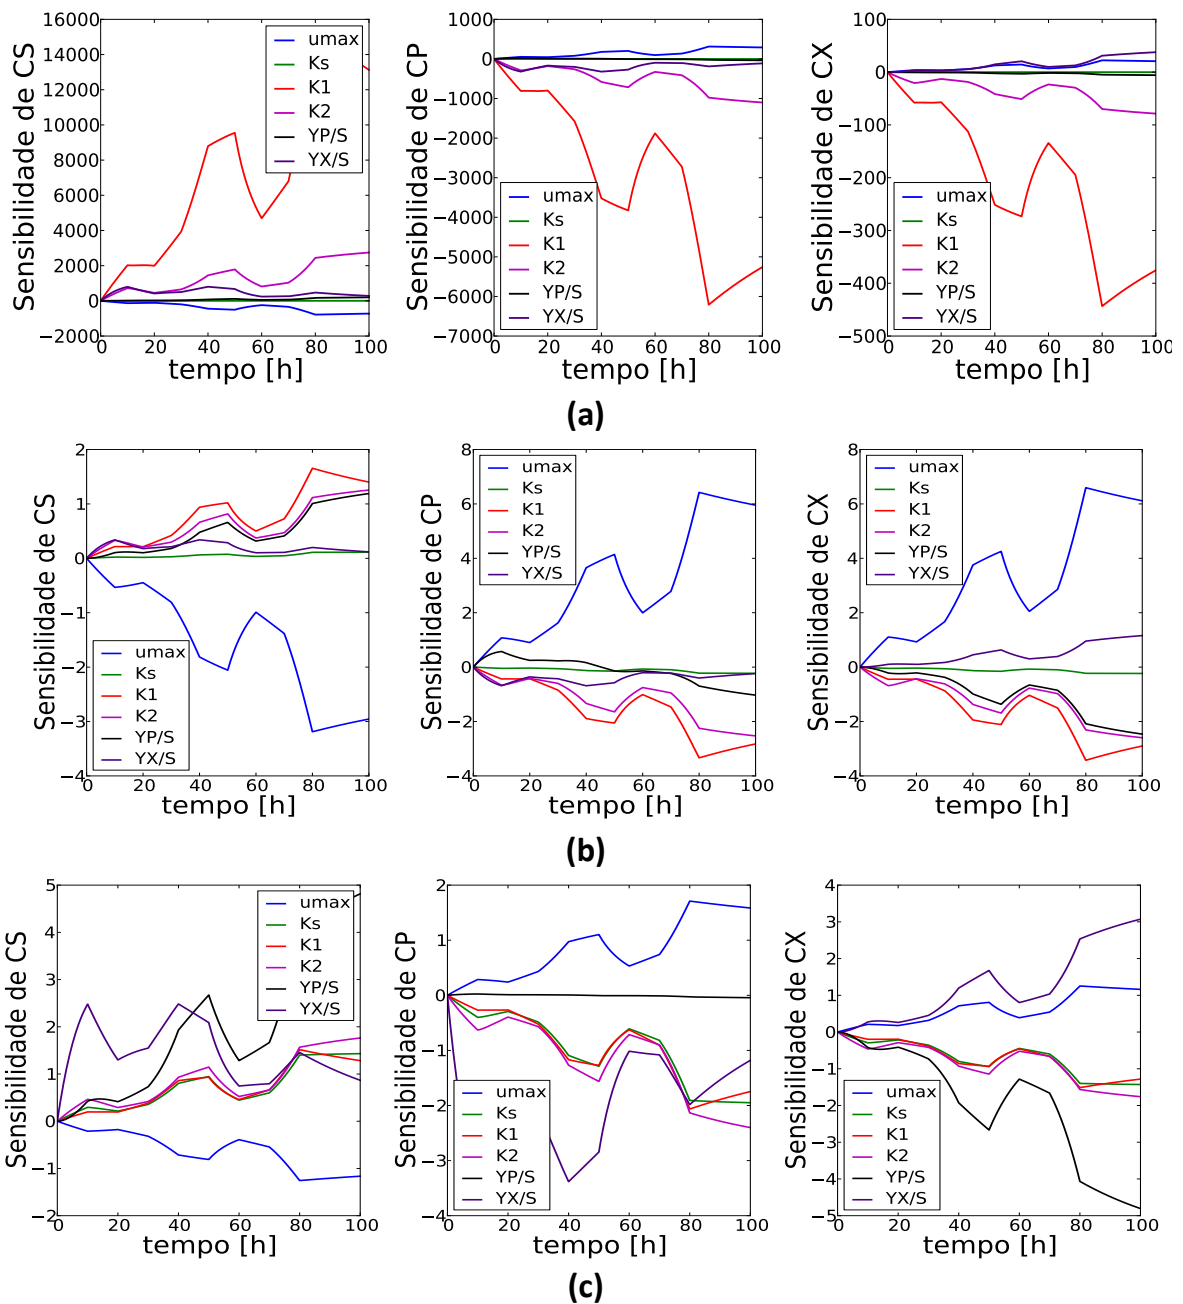 Sensibilidade de CS
16000
14000
12000
10000
8000
6000
4000
2000
0
−2000
0 20 40 60 80 100
tempo [h]
umax
Ks
K1
K2
YP/S
YX/S
Sensibilidade de CP
1000
0
−1000
−2000
−3000
−4000
−5000
−6000
−7000
0 20 40 60 80 100
tempo [h]
umax
Ks
K1
K2
YP/S
YX/S
Sensibilidade de CX
100
0
−100
−200
−300
−400
−500
0 20 40 60 80 100
tempo [h]
umax
Ks
K1
K2
YP/S
YX/S
(a)
Sensibilidade de CS
2
1
0
−1
−2
−3
−4
0 20 40 60 80 100
tempo [h]
umax
Ks
K1
K2
YP/S
YX/S
Sensibilidade de CP
8
6
4
2
0
−2
−4
0 20 40 60 80 100
tempo [h]
umax
Ks
K1
K2
YP/S
YX/S
Sensibilidade de CX
8
6
4
2
0
−2
−4
0 20 40 60 80 100
tempo [h]
umax
Ks
K1
K2
YP/S
YX/S
(b)
Sensibilidade de CS
5
4
3
2
1
0
−1
−2
0 20 40 60 80 100
tempo [h]
umax
Ks
K1
K2
YP/S
YX/S
Sensibilidade de CP
2
1
0
−1
−2
−3
−4
0 20 40 60 80 100
tempo [h]
umax
Ks
K1
K2
YP/S
YX/S
Sensibilidade de CX
4
3
2
1
0
−1
−2
−3
−4
−5
0 20 40 60 80 100
tempo [h]
umax
Ks
K1
K2
YP/S
YX/S
(c)